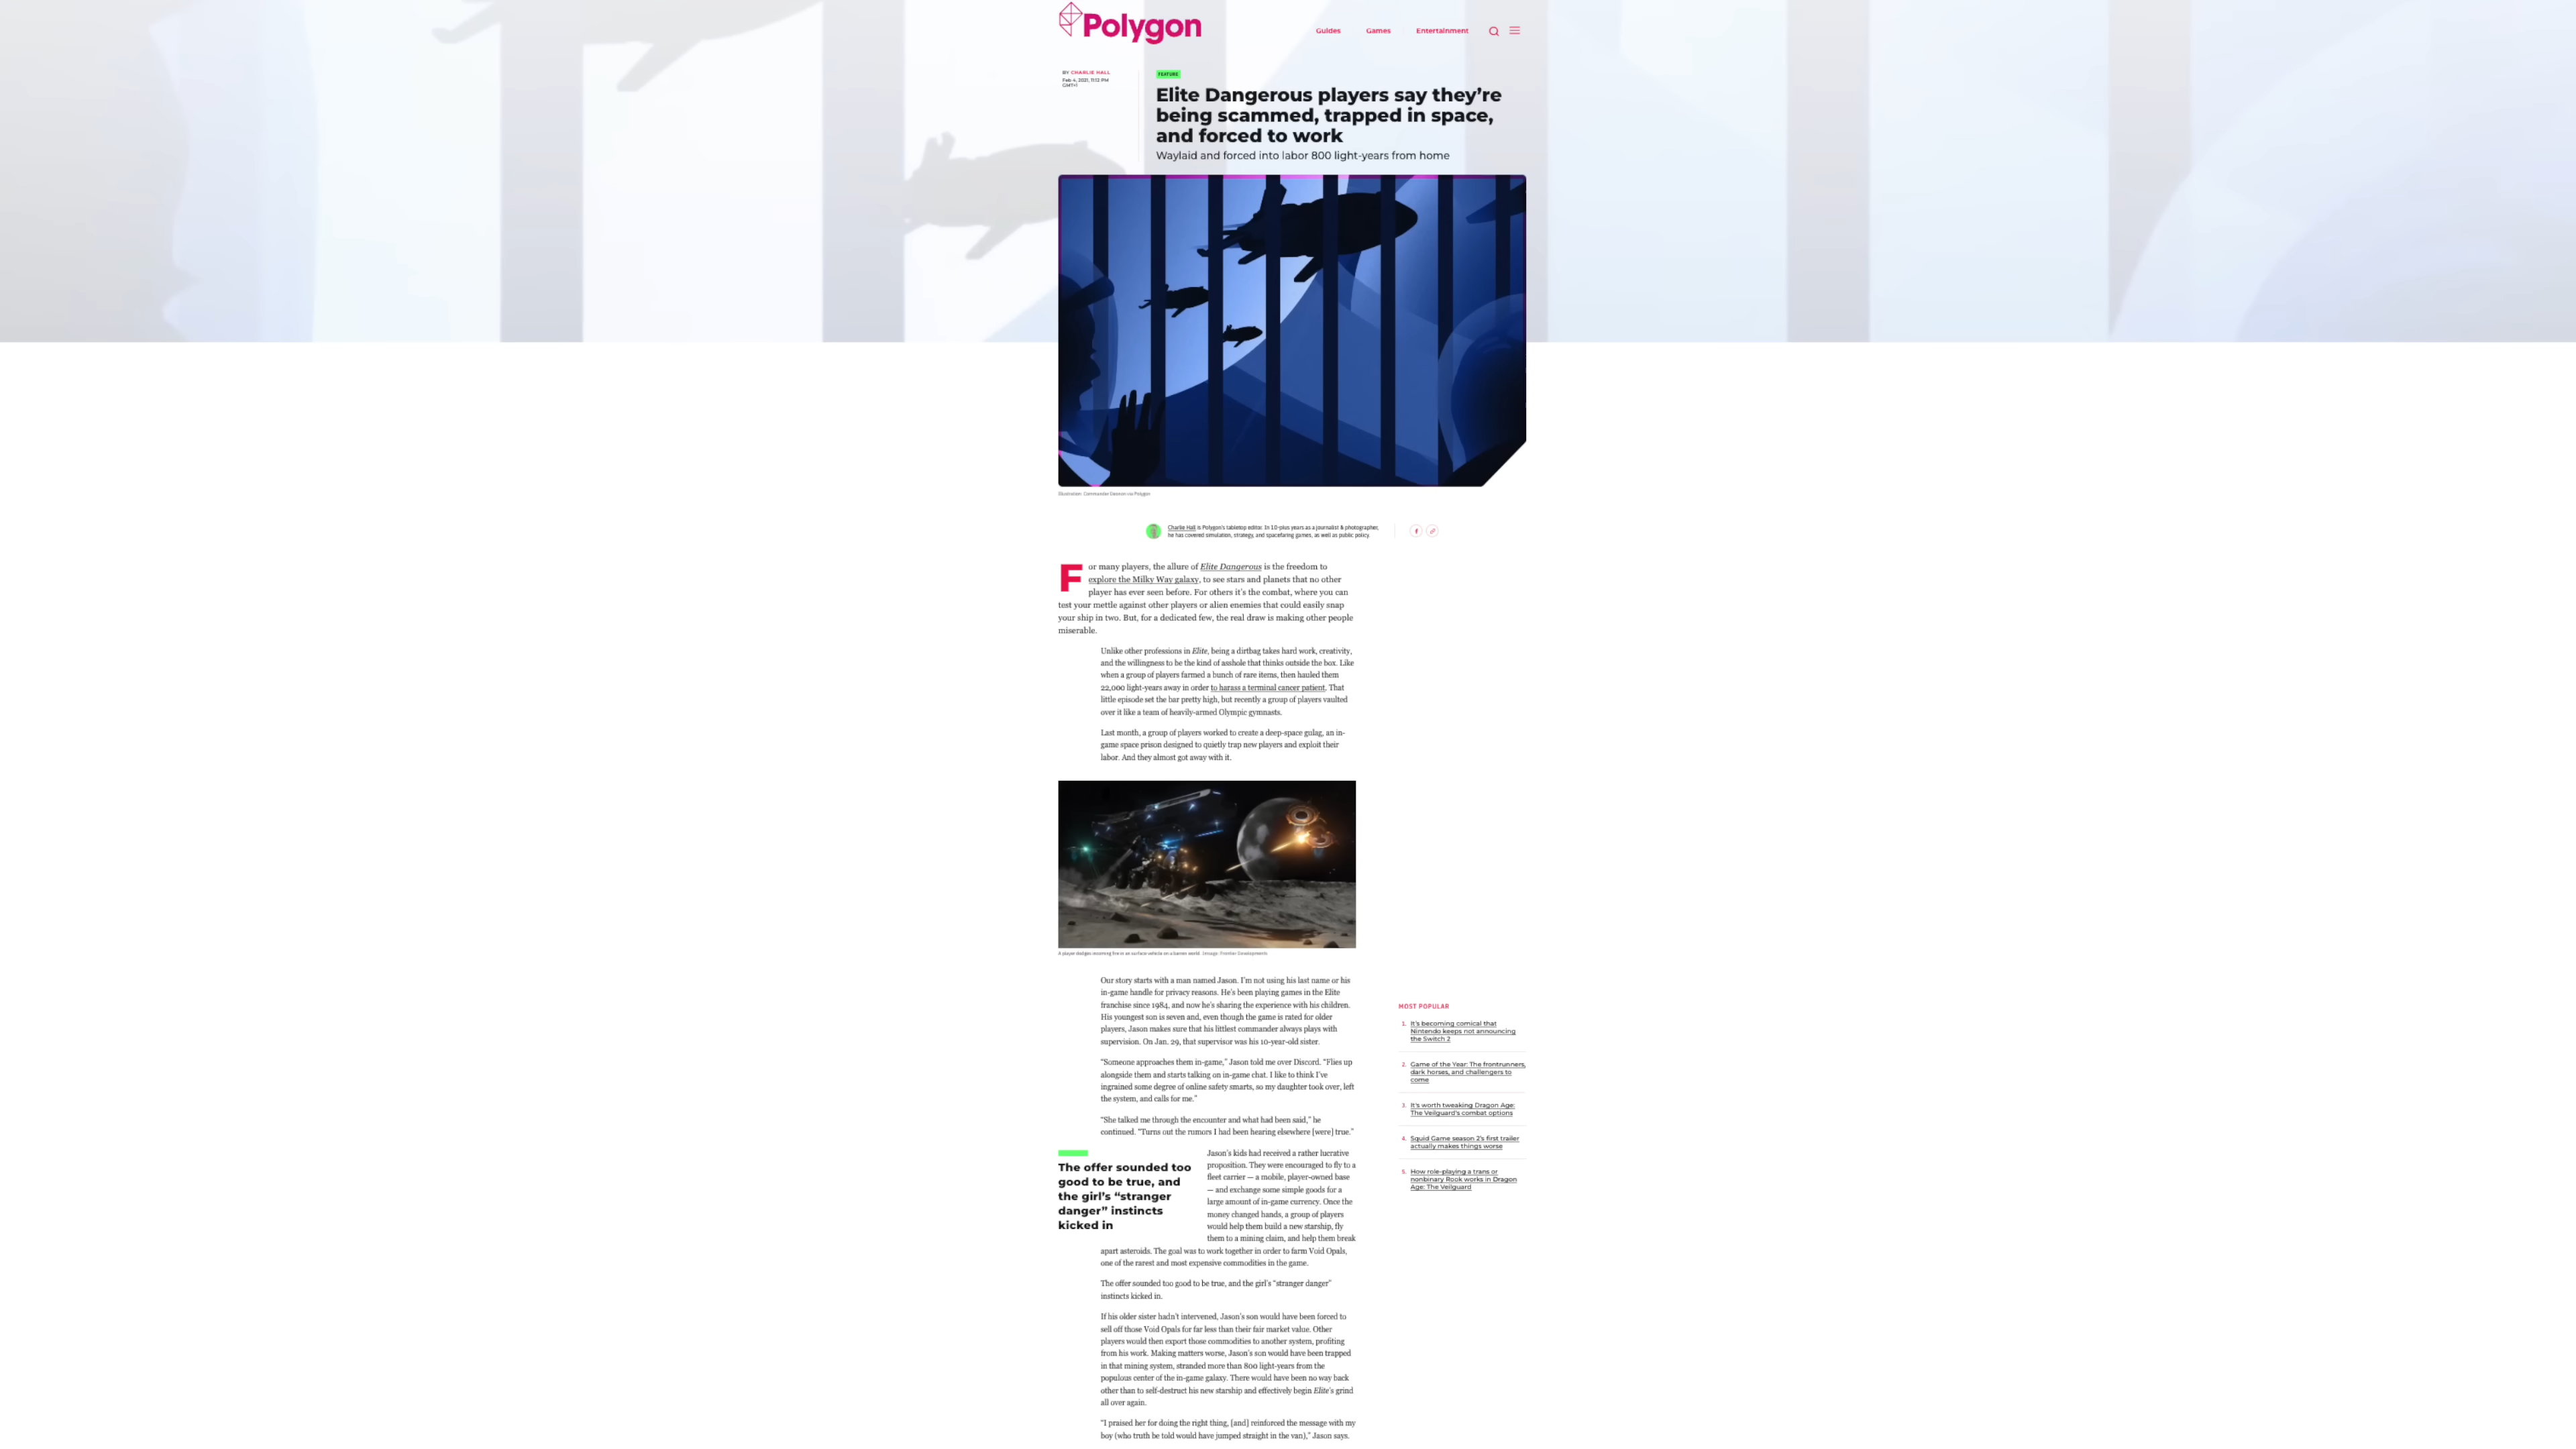 Polygon
Guides
Games
Entertainment
BY CHARLIE HALL
Feb 4, 2021, 11:12 PM
GMT+1
FEATURE
Elite Dangerous players say they’re
being scammed, trapped in space,
and forced to work
Waylaid and forced into labor 800 light-years from home
Illustration: Commander Deimon via Polygon
Charlie Hall is Polygon's tabletop editor. In 10-plus years as a journalist & photographer,
he has covered simulation, strategy, and spacefaring games, as well as public policy.
For many players, the allure of Elite Dangerous is the freedom to
explore the Milky Way galaxy, to see stars and planets that no other
player has ever seen before. For others it’s the combat, where you can
test your mettle against other players or alien enemies that could easily snap
your ship in two. But, for a dedicated few, the real draw is making other people
miserable.
Unlike other professions in Elite, being a dirtbag takes hard work, creativity,
and the willingness to be the kind of asshole that thinks outside the box. Like
when a group of players farmed a bunch of rare items, then hauled them
22,000 light-years away in order to harass a terminal cancer patient. That
little episode set the bar pretty high, but recently a group of players vaulted
over it like a team of heavily-armed Olympic gymnasts.
Last month, a group of players worked to create a deep-space gulag, an in-
game space prison designed to quietly trap new players and exploit their
labor. And they almost got away with it.
A player dodges incoming fire in an surface vehicle on a barren world. Image: Frontier Developments
Our story starts with a man named Jason. I’m not using his last name or his
in-game handle for privacy reasons. He’s been playing games in the Elite
franchise since 1984, and now he’s sharing the experience with his children.
His youngest son is seven and, even though the game is rated for older
players, Jason makes sure that his littlest commander always plays with
supervision. On Jan. 29, that supervisor was his 10-year-old sister.
“Someone approaches them in-game,” Jason told me over Discord. “Flies up
alongside them and starts talking on in-game chat. I like to think I’ve
ingrained some degree of online safety smarts, so my daughter took over, left
the system, and calls for me.”
“She talked me through the encounter and what had been said,” he
continued. “Turns out the rumors I had been hearing elsewhere [were] true.”
The offer sounded too
good to be true, and
the girl’s “stranger
danger” instincts
kicked in
Jason’s kids had received a rather lucrative
proposition. They were encouraged to fly to a
fleet carrier — a mobile, player-owned base
— and exchange some simple goods for a
large amount of in-game currency. Once the
money changed hands, a group of players
would help them build a new starship, fly
them to a mining claim, and help them break
apart asteroids. The goal was to work together in order to farm Void Opals,
one of the rarest and most expensive commodities in the game.
The offer sounded too good to be true, and the girl’s “stranger danger”
instincts kicked in.
If his older sister hadn’t intervened, Jason’s son would have been forced to
sell off those Void Opals for far less than their fair market value. Other
players would then export those commodities to another system, profiting
from his work. Making matters worse, Jason’s son would have been trapped
in that mining system, stranded more than 800 light-years from the
populous center of the in-game galaxy. There would have been no way back
other than to self-destruct his new starship and effectively begin Elite’s grind
all over again.
“I praised her for doing the right thing, [and] reinforced the message with my
boy (who truth be told would have jumped straight in the van),” Jason says.
MOST POPULAR
1. It’s becoming comical that
Nintendo keeps not announcing
the Switch 2
2. Game of the Year: The frontrunners,
dark horses, and challengers to
come
3. It’s worth tweaking Dragon Age:
The Veilguard’s combat options
4. Squid Game season 2’s first trailer
actually makes things worse
5. How role-playing a trans or
nonbinary Rook works in Dragon
Age: The Veilguard